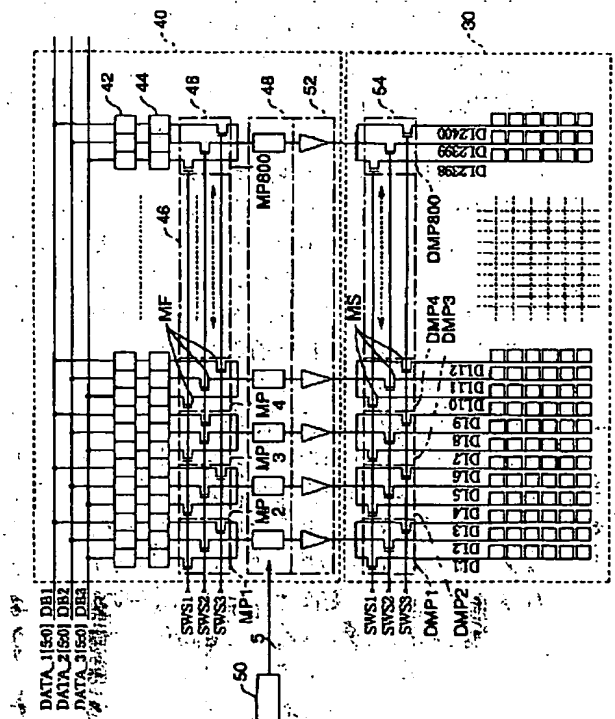 40
30
42
44
46
48
52
54
DATA_1[5:0] DB1
DATA_2[5:0] DB2
DATA_3[5:0] DB3
46
MF
MS
SWS1
SWS2
SWS3
MP1
MP
2
MP
3
MP
4
MP800
50
5
SWS1
SWS2
SWS3
DMP1
DMP2
DMP3
DMP4
DMP800
DL1
DL2
DL3
DL4
DL5
DL6
DL7
DL8
DL9
DL10
DL11
DL12
DL2398
DL2399
DL2400